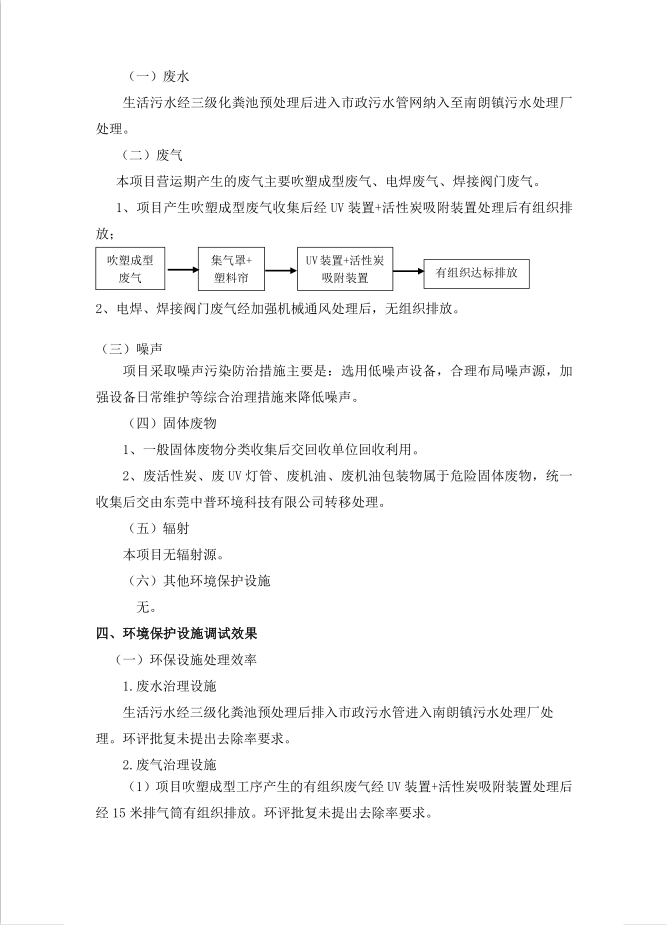 （一）废水
生活污水经三级化粪池预处理后进入市政污水管网纳入至南朗镇污水处理厂
处理。
（二）废气
本项目营运期产生的废气主要吹塑成型废气、电焊废气、焊接阀门废气。
1、项目产生吹塑成型废气收集后经 UV 装置+活性炭吸附装置处理后有组织排
放；
吹塑成型
废气
集气罩+
塑料帘
UV 装置+活性炭
吸附装置
有组织达标排放
2、电焊、焊接阀门废气经加强机械通风处理后，无组织排放。
（三）噪声
项目采取噪声污染防治措施主要是：选用低噪声设备，合理布局噪声源，加
强设备日常维护等综合治理措施来降低噪声。
（四）固体废物
1、一般固体废物分类收集后交回收单位回收利用。
2、废活性炭、废 UV 灯管、废机油、废机油包装物属于危险固体废物，统一
收集后交由东莞中普环境科技有限公司转移处理。
（五）辐射
本项目无辐射源。
（六）其他环境保护设施
无。
四、环境保护设施调试效果
（一）环保设施处理效率
1.废水治理设施
生活污水经三级化粪池预处理后排入市政污水管进入南朗镇污水处理厂处
理。环评批复未提出去除率要求。
2.废气治理设施
（1）项目吹塑成型工序产生的有组织废气经 UV 装置+活性炭吸附装置处理后
经 15 米排气筒有组织排放。环评批复未提出去除率要求。